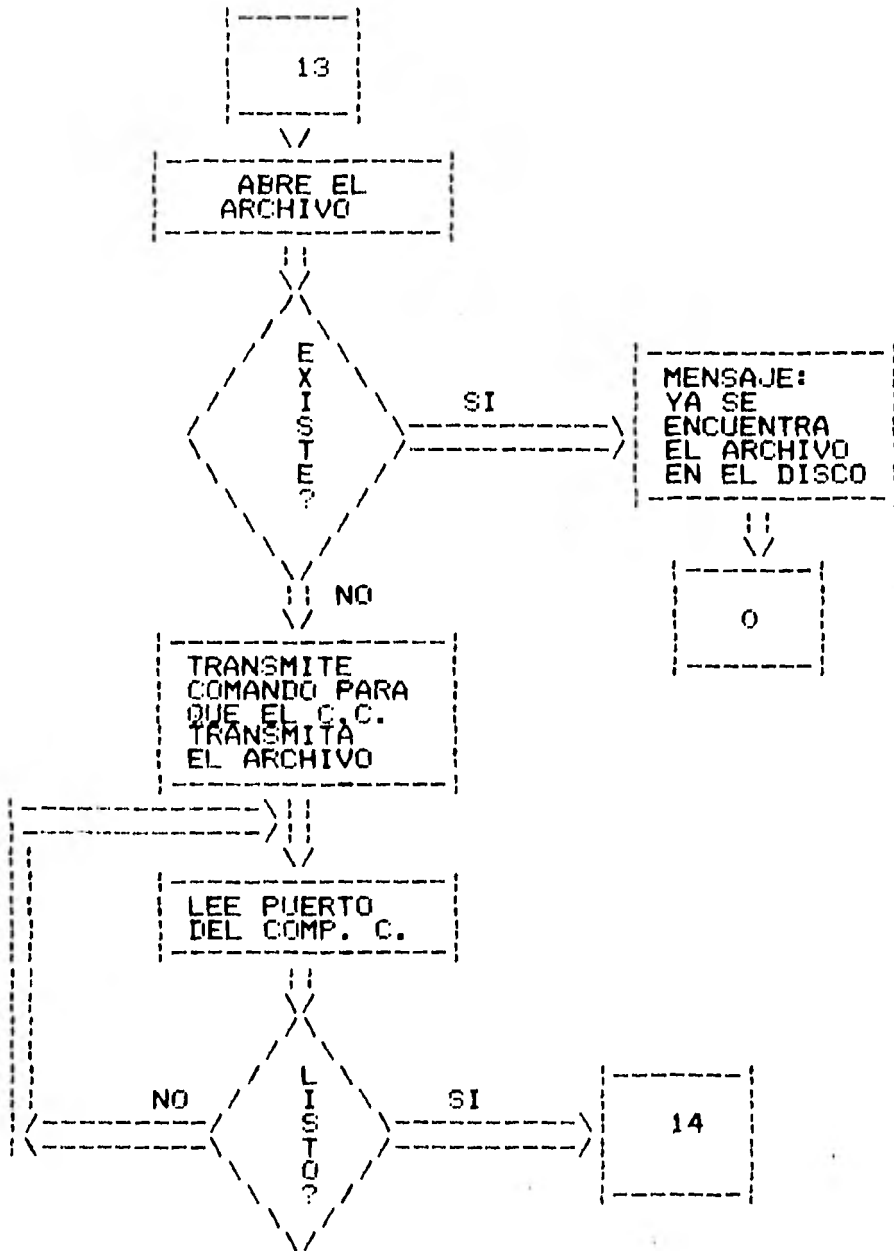 13
ABRE EL
ARCHIVO
EXISTE?
SI
MENSAJE:
YA SE
ENCUENTRA
EL ARCHIVO
EN EL DISCO
NO
0
TRANSMITE
COMANDO PARA
QUE EL C.C.
TRANSMITA
EL ARCHIVO
LEE PUERTO
DEL COMP. C.
LISTO?
NO
SI
14